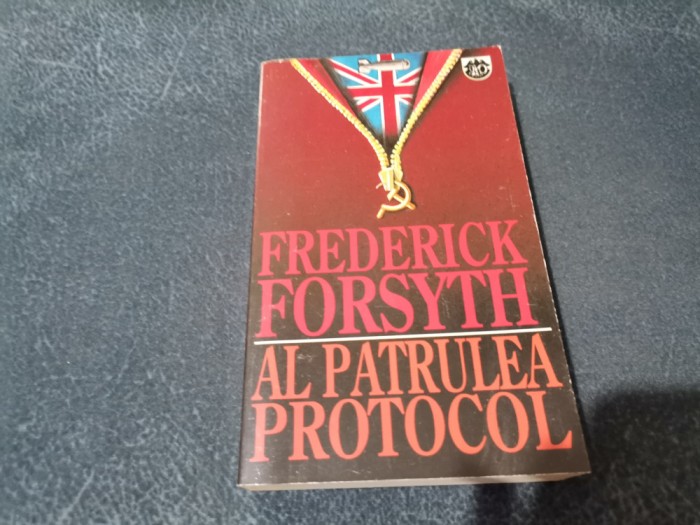 FREDERICK
FORSYTH
AL PATRULEA
PROTOCOL